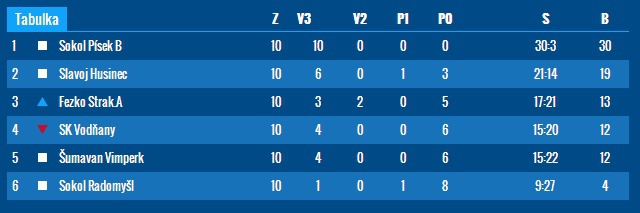 Tabulka Z V3 V2 P1 P0 S B
1 Sokol Písek B 10 10 0 0 0 30:3 30
2 Slavoj Husinec 10 6 0 1 3 21:14 19
3 Fezko Strak.A 10 3 2 0 5 17:21 13
4 SK Vodňany 10 4 0 0 6 15:20 12
5 Šumavan Vimperk 10 4 0 0 6 15:22 12
6 Sokol Radomyšl 10 1 0 1 8 9:27 4